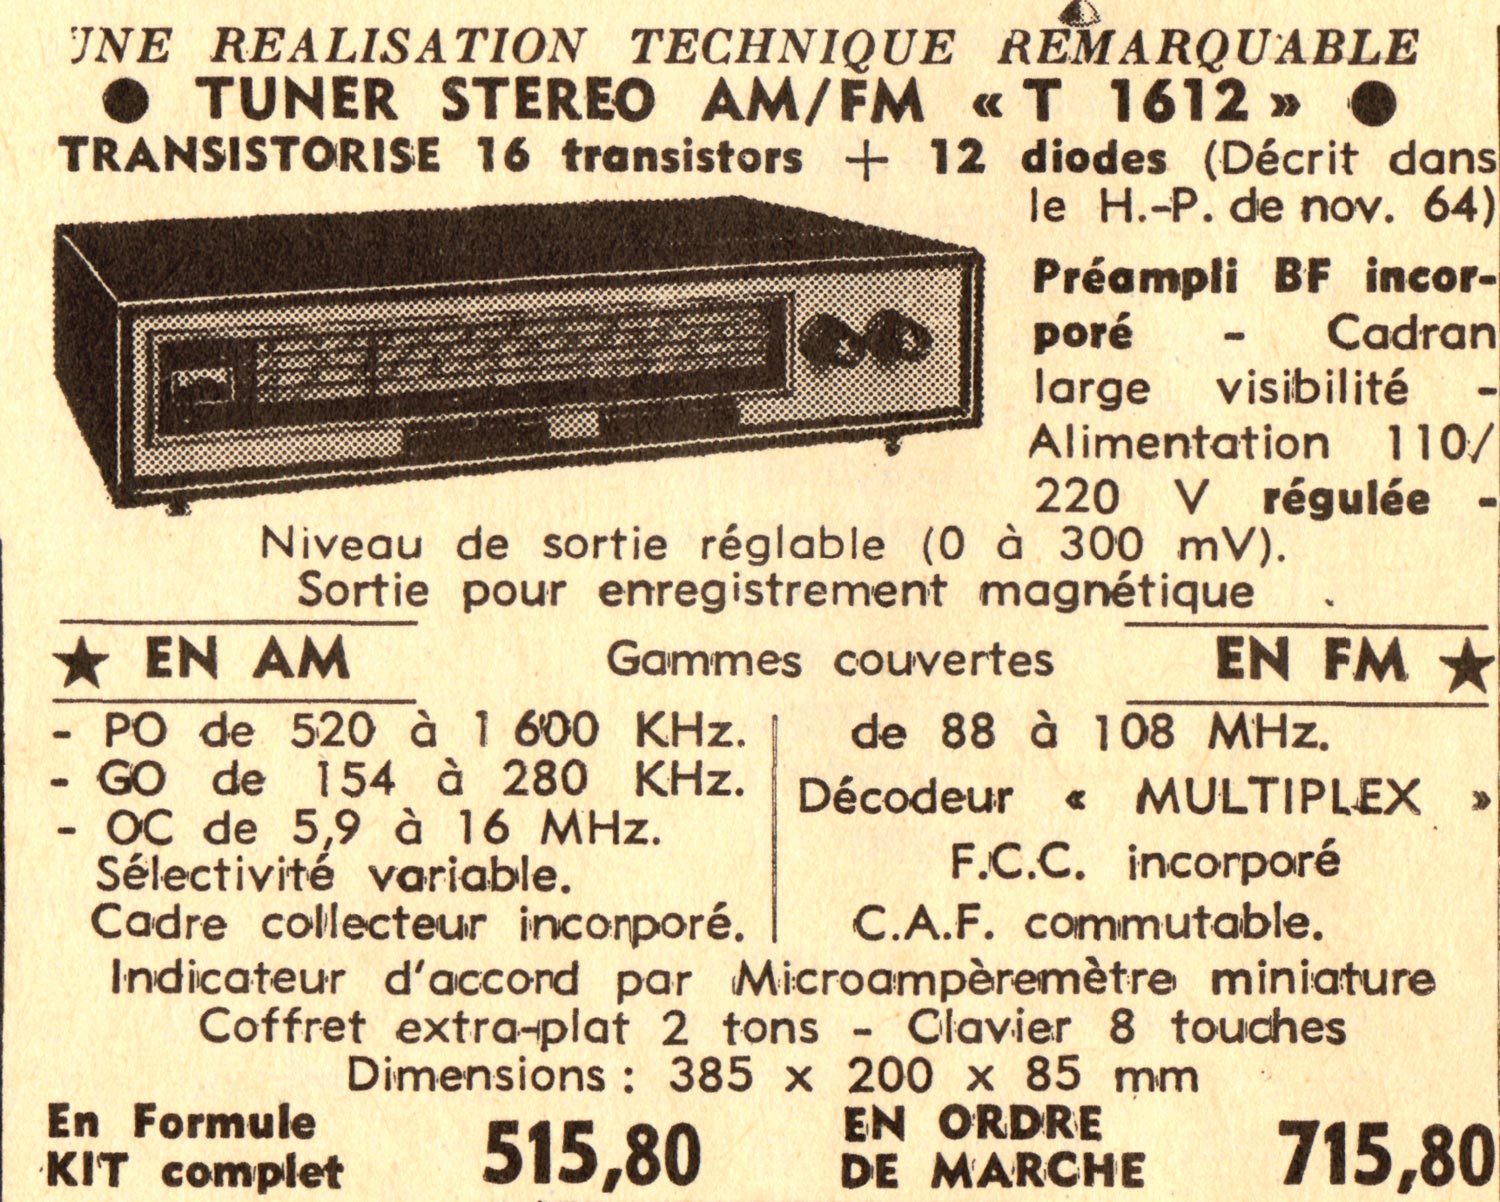 UNE REALISATION TECHNIQUE REMARQUABLE
● TUNER STEREO AM/FM « T 1612 » ●
TRANSISTORISE 16 transistors + 12 diodes (Décrit dans
le H.-P. de nov. 64)
Préampli BF incor-
poré - Cadran
large visibilité -
Alimentation 110/
220 V régulée -
Niveau de sortie réglable (0 à 300 mV).
Sortie pour enregistrement magnétique .
★ EN AM
Gammes couvertes
EN FM ★
- PO de 520 à 1 600 KHz.
- GO de 154 à 280 KHz.
- OC de 5,9 à 16 MHz.
Sélectivité variable.
Cadre collecteur incorporé.
de 88 à 108 MHz.
Décodeur « MULTIPLEX »
F.C.C. incorporé
C.A.F. commutable.
Indicateur d'accord par Microampèremètre miniature
Coffret extra-plat 2 tons - Clavier 8 touches
Dimensions : 385 x 200 x 85 mm
En Formule
KIT complet
515,80
EN ORDRE
DE MARCHE
715,80